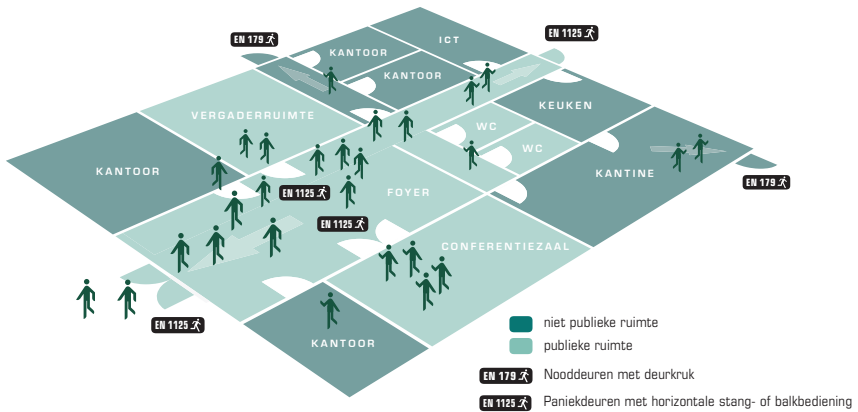 EN 179
EN 1125
ICT
KANTOOR
KANTOOR
KEUKEN
VERGADERRUIMTE
WC
WC
KANTOOR
KANTINE
EN 179
EN 1125
FOYER
EN 1125
CONFERENTIEZAAL
EN 1125
KANTOOR
niet publieke ruimte
publieke ruimte
EN 179 Nooddeuren met deurkruk
EN 1125 Paniekdeuren met horizontale stang- of balkbediening